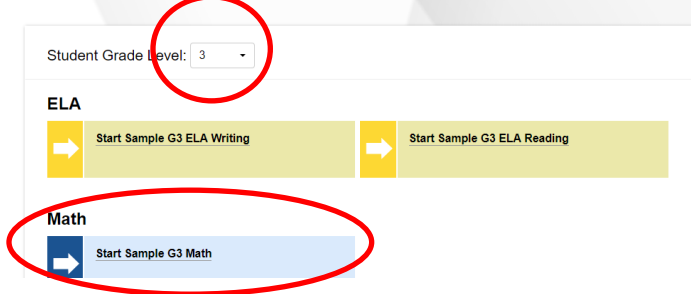 Student Grade Level: 3
ELA
Start Sample G3 ELA Writing
Start Sample G3 ELA Reading
Math
Start Sample G3 Math